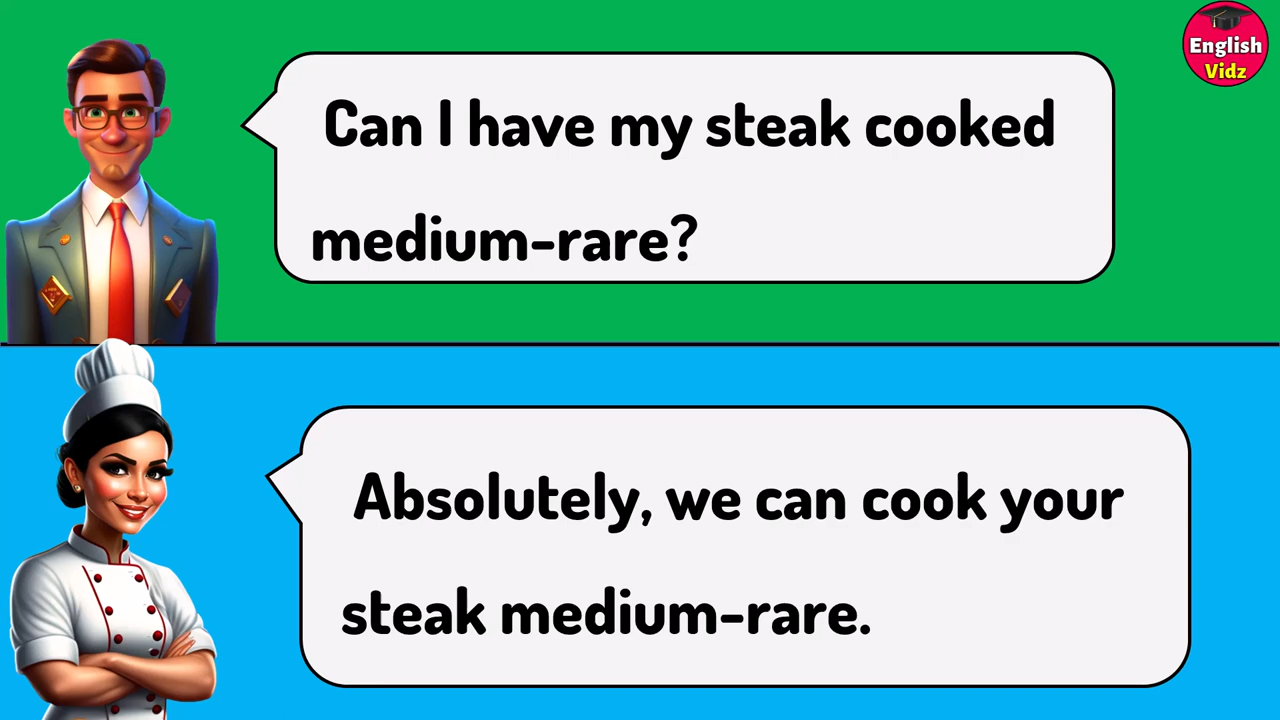 English
Vidz
Can I have my steak cooked
medium-rare?
Absolutely, we can cook your
steak medium-rare.